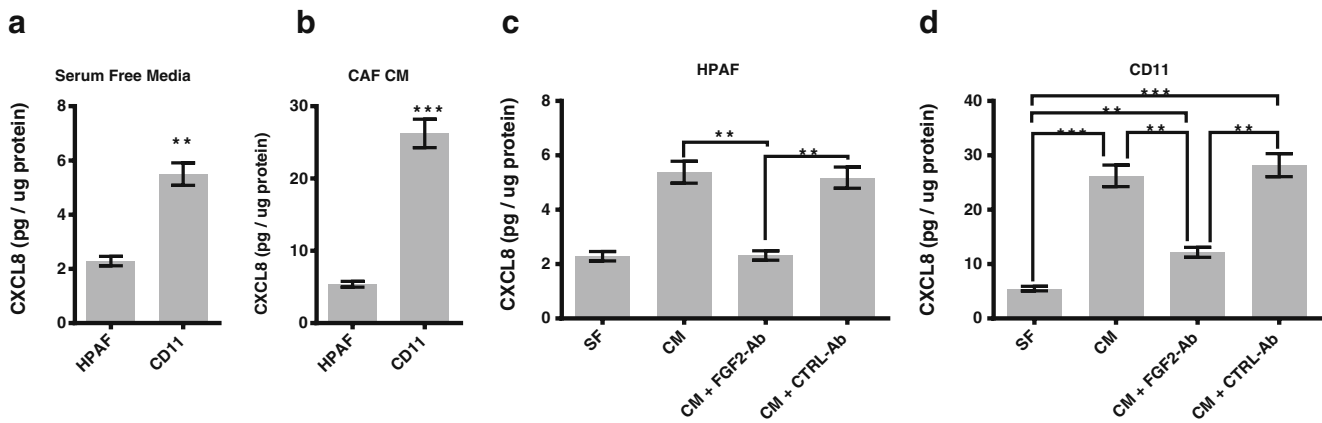 a
Serum Free Media
CXCL8 (pg / ug protein)
8
6
4
2
0
**
HPAF
CD11
b
CAF CM
CXCL8 (pg / ug protein)
30
20
10
5
0
***
HPAF
CD11
c
HPAF
CXCL8 (pg / ug protein)
8
6
4
2
0
**
**
SF
CM
CM + FGF2-Ab
CM + CTRL-Ab
d
CD11
CXCL8 (pg / ug protein)
40
30
20
10
0
***
**
***
**
**
SF
CM
CM + FGF2-Ab
CM + CTRL-Ab